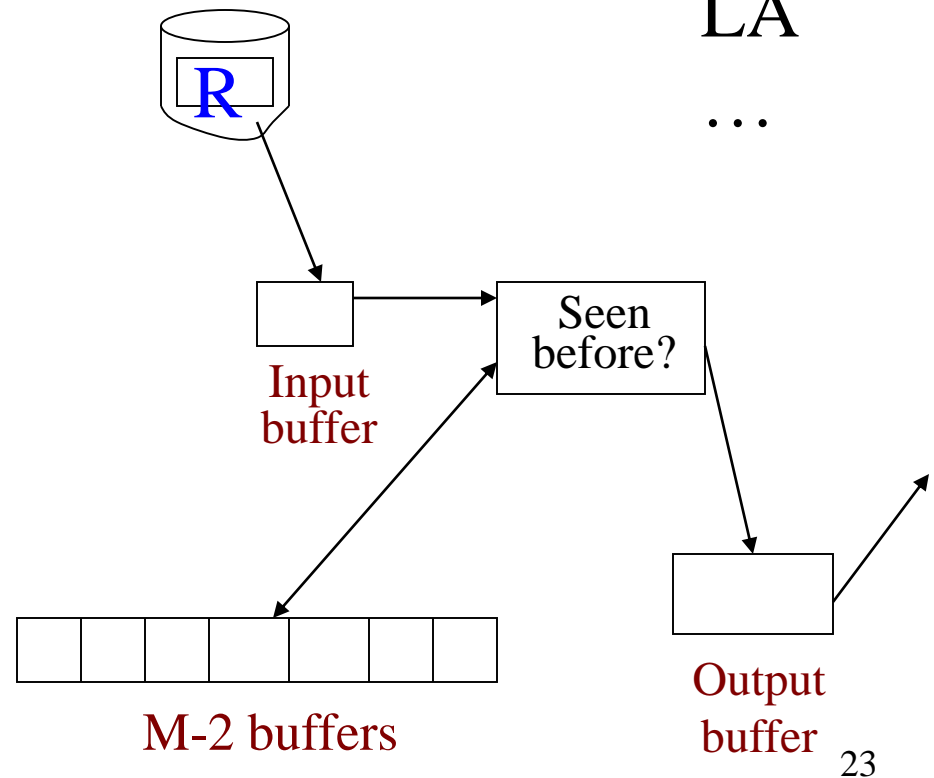 LA
…
R
Seen
before?
Input
buffer
M-2 buffers
Output
buffer
23